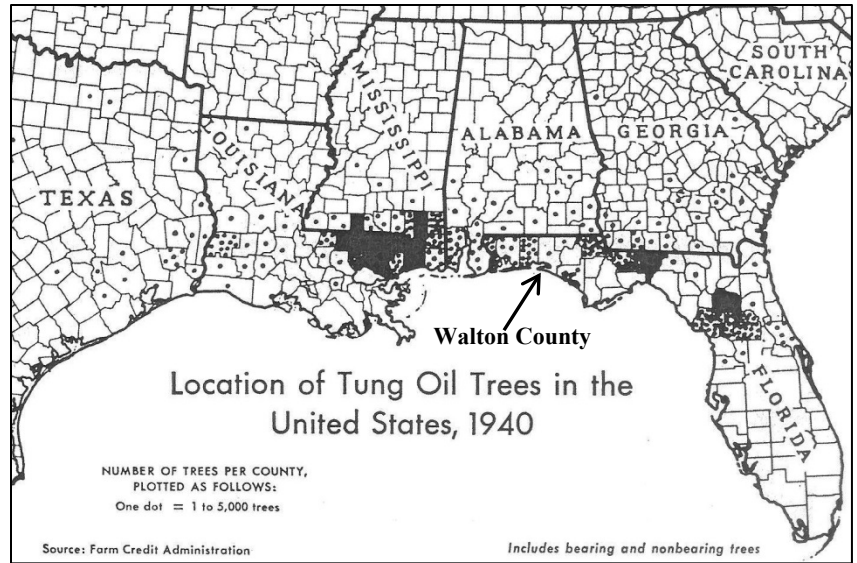 SOUTH
CAROLINA
MISSISSIPPI
ALABAMA
GEORGIA
LOUISIANA
TEXAS
Walton County
FLORIDA
Location of Tung Oil Trees in the
United States, 1940
NUMBER OF TREES PER COUNTY,
PLOTTED AS FOLLOWS:
One dot = 1 to 5,000 trees
Source: Farm Credit Administration
Includes bearing and nonbearing trees